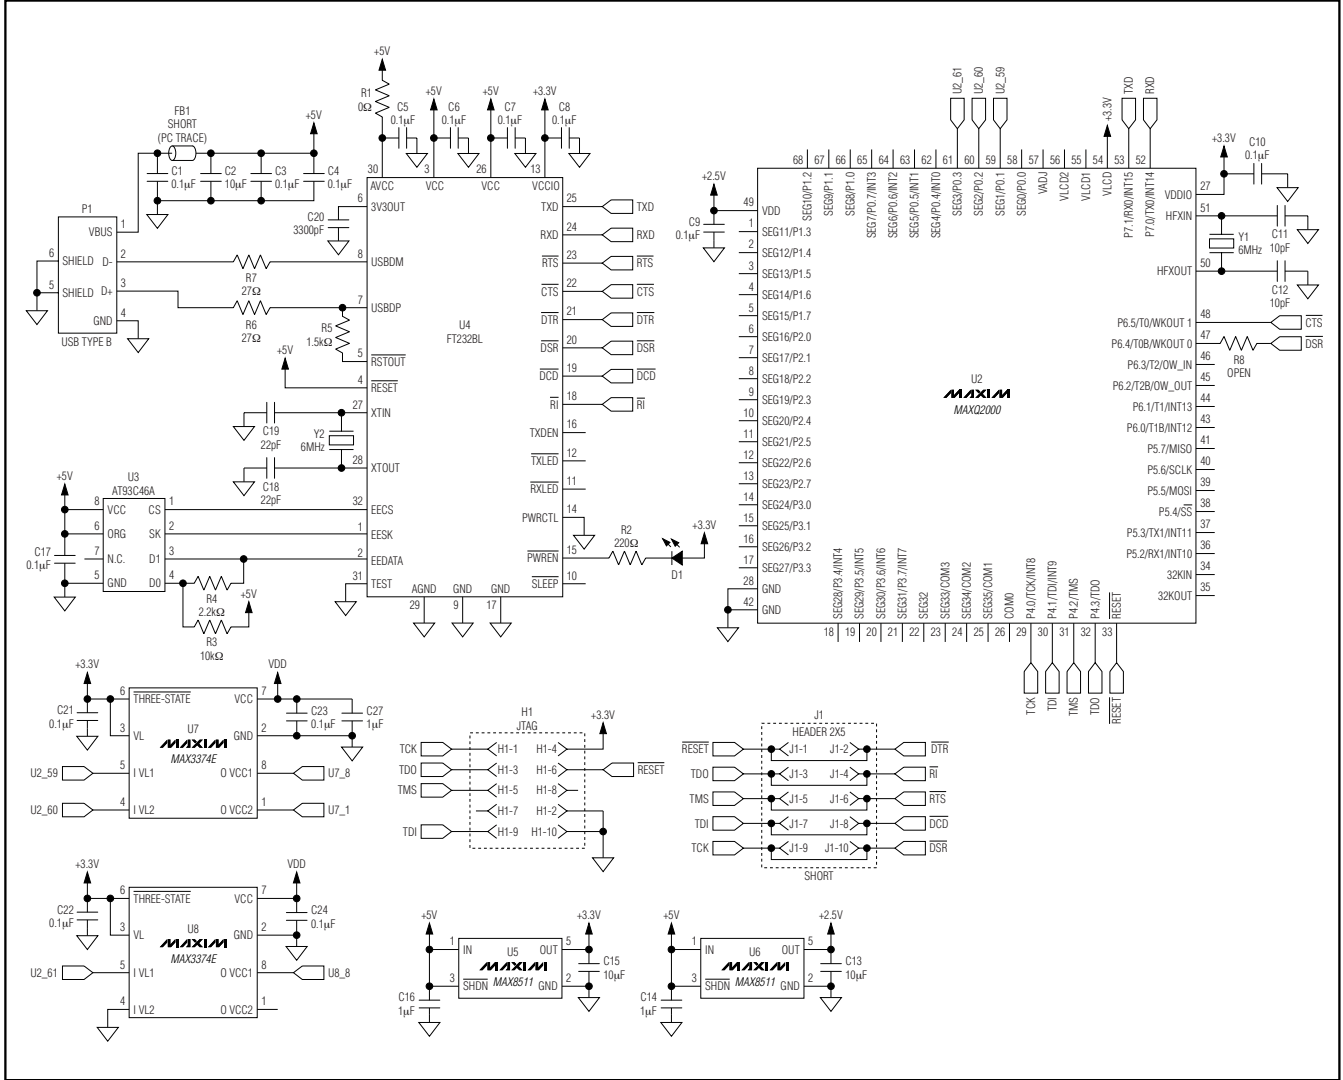 +5V
R1
0Ω
C5
0.1µF
+5V
C6
0.1µF
+5V
C7
0.1µF
+3.3V
C8
0.1µF
FB1
SHORT
(PC TRACE)
+5V
C1
0.1µF
C2
10µF
C3
0.1µF
C4
0.1µF
P1
VBUS 1
D- 2
D+ 3
GND 4
6 SHIELD
5 SHIELD
USB TYPE B
R7
27Ω
R6
27Ω
R5
1.5kΩ
C20
3300pF
+5V
C19
22pF
Y2
6MHz
C18
22pF
U4
FT232BL
30 AVCC
3 VCC
26 VCC
13 VCCIO
6 3V3OUT
8 USBDM
7 USBDP
5 RSTOUT
4 RESET
27 XTIN
28 XTOUT
32 EECS
1 EESK
2 EEDATA
31 TEST
AGND 29
GND 9
GND 17
TXD 25 TXD
RXD 24 RXD
RTS 23 RTS
CTS 22 CTS
DTR 21 DTR
DSR 20 DSR
DCD 19 DCD
RI 18 RI
TXDEN 16
TXLED 12
RXLED 11
PWRCTL 14
PWREN 15
SLEEP 10
R2
220Ω
D1
+3.3V
+5V
U3
AT93C46A
8 VCC CS 1
6 ORG SK 2
7 N.C. D1 3
5 GND D0 4
C17
0.1µF
R4
2.2kΩ
+5V
R3
10kΩ
U2_61
U2_60
U2_59
+3.3V
TXD
RXD
68 SEG10/P1.2
67 SEG9/P1.1
66 SEG8/P1.0
65 SEG7/P0.7/INT3
64 SEG6/P0.6/INT2
63 SEG5/P0.5/INT1
62 SEG4/P0.4/INT0
61 SEG3/P0.3
60 SEG2/P0.2
59 SEG1/P0.1
58 SEG0/P0.0
57 VADJ
56 VLCD2
55 VLCD1
54 VLCD
53 P7.1/RX0/INT15
52 P7.0/TX0/INT14
+2.5V
C9
0.1µF
49 VDD
1 SEG11/P1.3
2 SEG12/P1.4
3 SEG13/P1.5
4 SEG14/P1.6
5 SEG15/P1.7
6 SEG16/P2.0
7 SEG17/P2.1
8 SEG18/P2.2
9 SEG19/P2.3
10 SEG20/P2.4
11 SEG21/P2.5
12 SEG22/P2.6
13 SEG23/P2.7
14 SEG24/P3.0
15 SEG25/P3.1
16 SEG26/P3.2
17 SEG27/P3.3
28 GND
42 GND
U2
MAXIM
MAXQ2000
+3.3V
C10
0.1µF
VDDIO 27
HFXIN 51
HFXOUT 50
C11
10pF
Y1
6MHz
C12
10pF
P6.5/T0/WKOUT 1 48 CTS
P6.4/T0B/WKOUT 0 47 DSR
R8
OPEN
P6.3/T2/OW_IN 46
P6.2/T2B/OW_OUT 45
P6.1/T1/INT13 44
P6.0/T1B/INT12 43
P5.7/MISO 41
P5.6/SCLK 40
P5.5/MOSI 39
P5.4/SS 38
P5.3/TX1/INT11 37
P5.2/RX1/INT10 36
32KIN 34
32KOUT 35
18 SEG28/P3.4/INT4
19 SEG29/P3.5/INT5
20 SEG30/P3.6/INT6
21 SEG31/P3.7/INT7
22 SEG32
23 SEG33/COM3
24 SEG34/COM2
25 SEG35/COM1
26 COM0
29 P4.0/TCK/INT8
30 P4.1/TDI/INT9
31 P4.2/TMS
32 P4.3/TDO
33 RESET
TCK
TDI
TMS
TDO
RESET
+3.3V
C21
0.1µF
6 THREE-STATE VCC 7
3 VL GND 2
5 I VL1 O VCC1 8
4 I VL2 O VCC2 1
U7
MAXIM
MAX3374E
U2_59
U2_60
VDD
C23
0.1µF
C27
1µF
U7_8
U7_1
H1
JTAG
TCK H1-1 H1-4 +3.3V
TDO H1-3 H1-6 RESET
TMS H1-5 H1-8
H1-7 H1-2
TDI H1-9 H1-10
J1
HEADER 2X5
RESET J1-1 J1-2 DTR
TDO J1-3 J1-4 RI
TMS J1-5 J1-6 RTS
TDI J1-7 J1-8 DCD
TCK J1-9 J1-10 DSR
SHORT
+3.3V
C22
0.1µF
6 THREE-STATE VCC 7
3 VL GND 2
5 I VL1 O VCC1 8
4 I VL2 O VCC2 1
U8
MAXIM
MAX3374E
U2_61
VDD
C24
0.1µF
U8_8
+5V
1 IN OUT 5
3 SHDN GND 2
U5
MAXIM
MAX8511
C16
1µF
+3.3V
C15
10µF
+5V
1 IN OUT 5
3 SHDN GND 2
U6
MAXIM
MAX8511
C14
1µF
+2.5V
C13
10µF